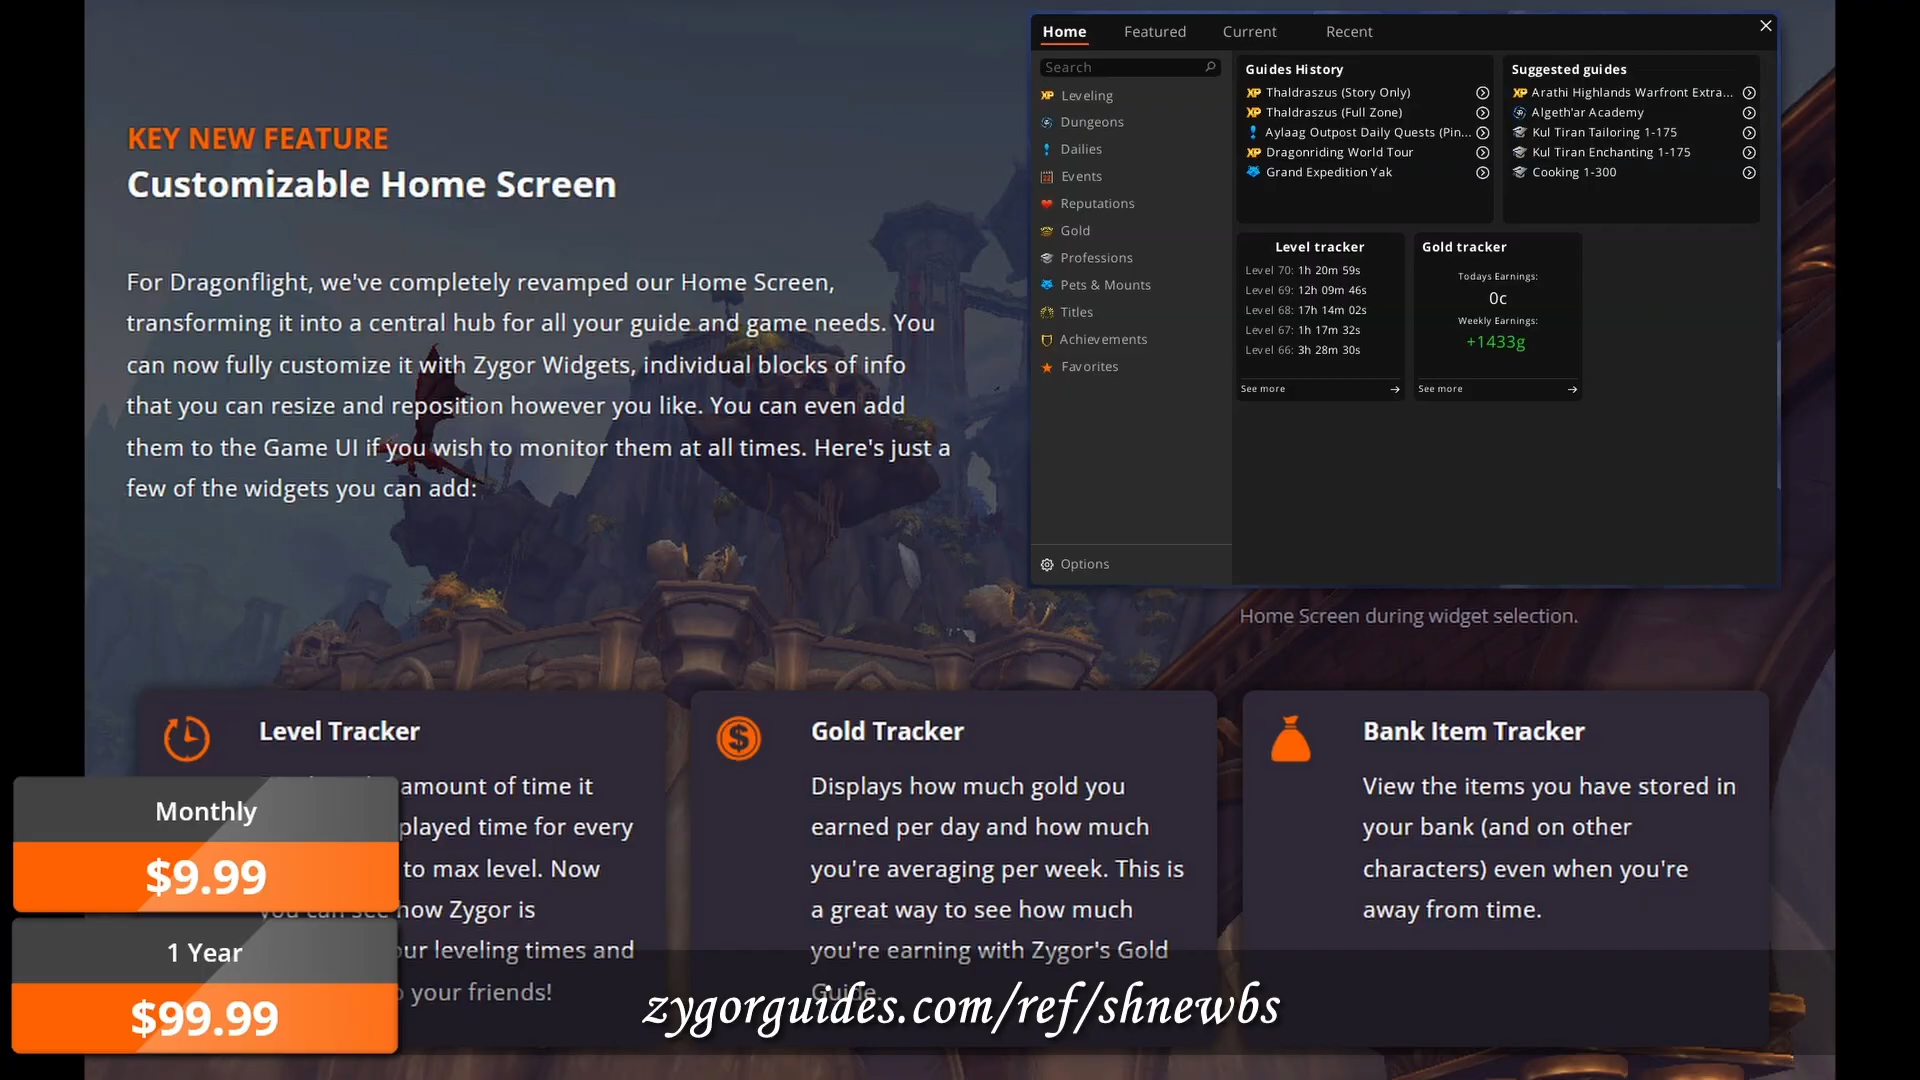 KEY NEW FEATURE
Customizable Home Screen
For Dragonflight, we've completely revamped our Home Screen,
transforming it into a central hub for all your guide and game needs. You
can now fully customize it with Zygor Widgets, individual blocks of info
that you can resize and reposition however you like. You can even add
them to the Game UI if you wish to monitor them at all times. Here's just a
few of the widgets you can add:
Home Featured Current Recent
Search
Leveling
Dungeons
Dailies
Events
Reputations
Gold
Professions
Pets & Mounts
Titles
Achievements
Favorites
Options
Guides History
XP Thaldraszus (Story Only)
XP Thaldraszus (Full Zone)
Aylaag Outpost Daily Quests (Pin...
XP Dragonriding World Tour
Grand Expedition Yak
Suggested guides
XP Arathi Highlands Warfront Extra...
Algeth'ar Academy
Kul Tiran Tailoring 1-175
Kul Tiran Enchanting 1-175
Cooking 1-300
Level tracker
Level 70: 1h 20m 59s
Level 69: 12h 09m 46s
Level 68: 17h 14m 02s
Level 67: 1h 17m 32s
Level 66: 3h 28m 30s
See more
Gold tracker
Todays Earnings:
0c
Weekly Earnings:
+1433g
See more
Home Screen during widget selection.
Level Tracker
amount of time it
played time for every
to max level. Now
you can see how Zygor is
our leveling times and
your friends!
Gold Tracker
Displays how much gold you
earned per day and how much
you're averaging per week. This is
a great way to see how much
you're earning with Zygor's Gold
Guide.
Bank Item Tracker
View the items you have stored in
your bank (and on other
characters) even when you're
away from time.
Monthly
$9.99
1 Year
$99.99
zygorguides.com/ref/shnewbs